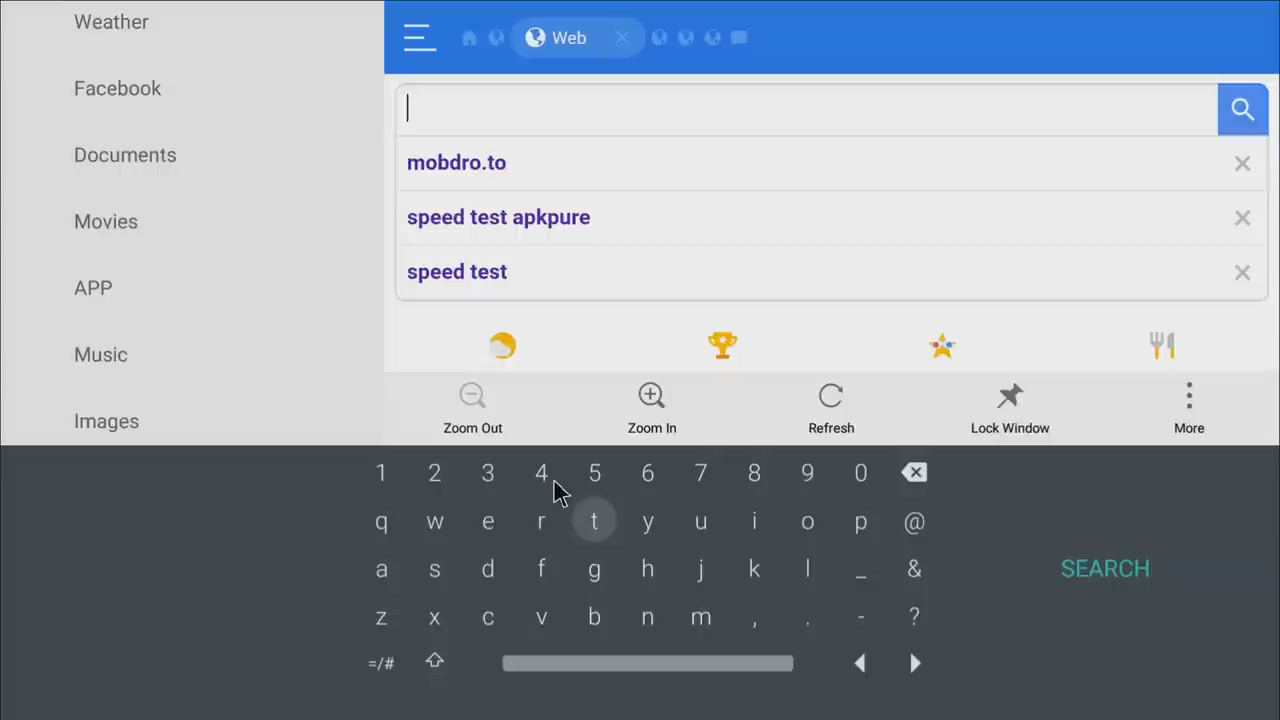 Weather
Facebook
Documents
Movies
APP
Music
Images
Web
mobdro.to
speed test apkpure
speed test
Zoom Out
Zoom In
Refresh
Lock Window
More
1 2 3 4 5 6 7 8 9 0
q w e r t y u i o p @
a s d f g h j k l _ &
z x c v b n m , . - ?
=/#
SEARCH